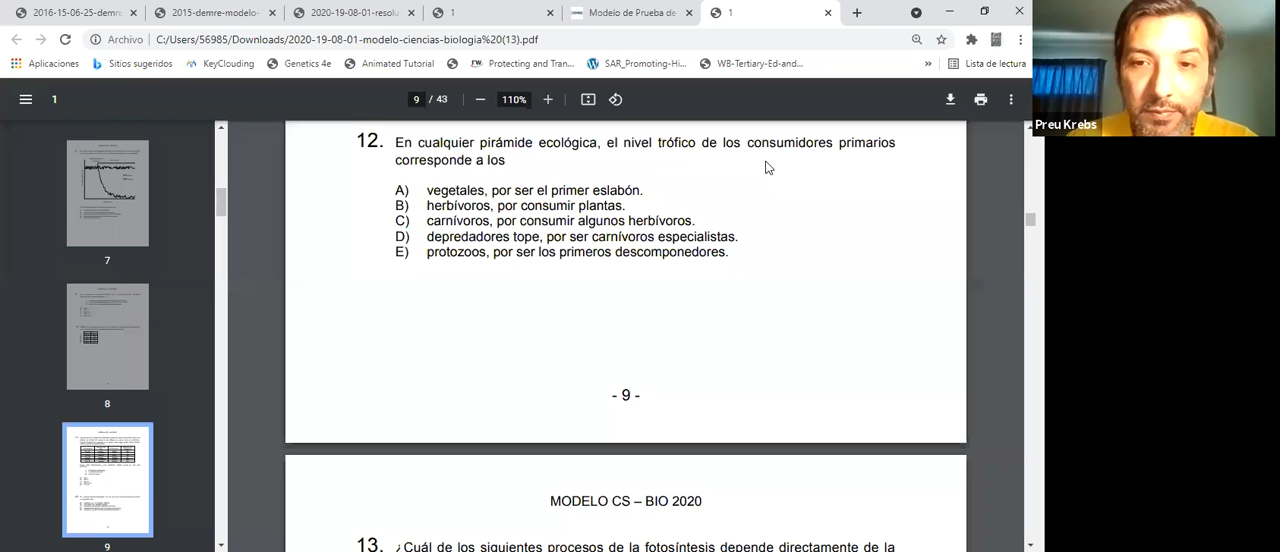 2016-15-06-25-demr
2015-demre-modelo-
2020-19-08-01-resolu
1
Modelo de Prueba de
1
Archivo
C:/Users/56985/Downloads/2020-19-08-01-modelo-ciencias-biologia%20(13).pdf
Aplicaciones
Sitios sugeridos
KeyClouding
Genetics 4e
Animated Tutorial
Protecting and Tran...
SAR_Promoting-Hi...
WB-Tertiary-Ed-and...
»
Lista de lectura
1
9 / 43
110%
Preu Krebs
7
8
9
12. En cualquier pirámide ecológica, el nivel trófico de los consumidores primarios
corresponde a los
A) vegetales, por ser el primer eslabón.
B) herbívoros, por consumir plantas.
C) carnívoros, por consumir algunos herbívoros.
D) depredadores tope, por ser carnívoros especialistas.
E) protozoos, por ser los primeros descomponedores.
- 9 -
MODELO CS – BIO 2020
13. ¿Cuál de los siguientes procesos de la fotosíntesis depende directamente de la